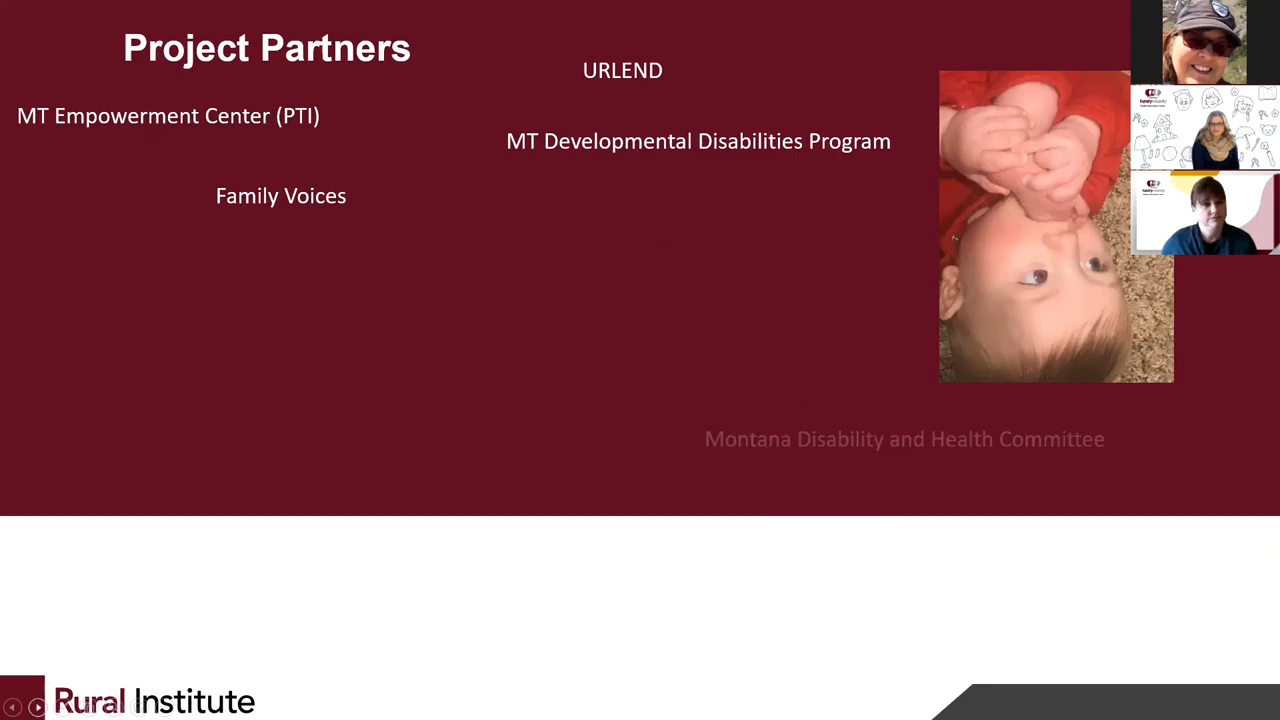 Project Partners
URLEND
MT Empowerment Center (PTI)
MT Developmental Disabilities Program
Family Voices
Montana Disability and Health Committee
Rural Institute